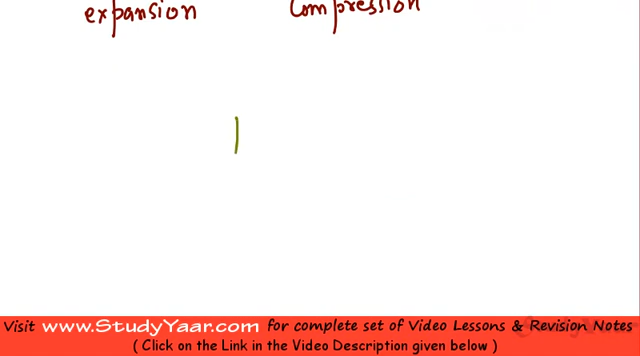 expansion compression
Visit www.StudyYaar.com for complete set of Video Lessons & Revision Notes
( Click on the Link in the Video Description given below )